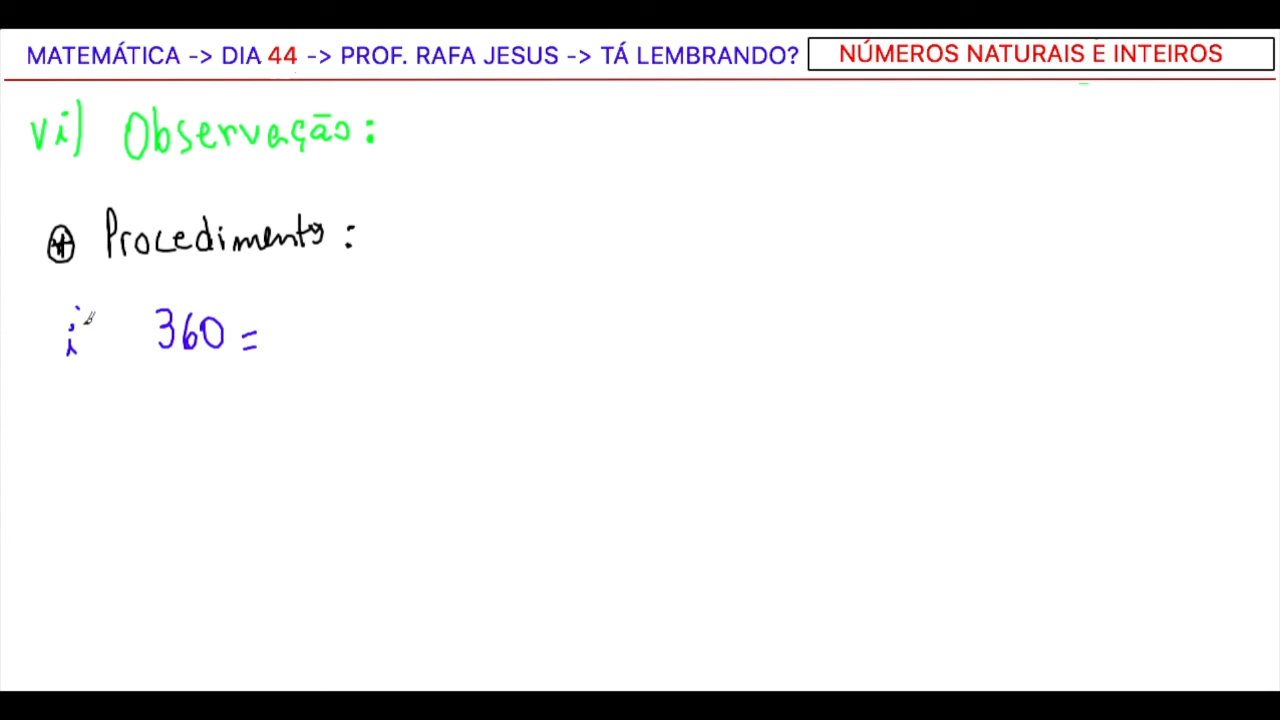 MATEMÁTICA -> DIA 44 -> PROF. RAFA JESUS -> TÁ LEMBRANDO? NÚMEROS NATURAIS E INTEIROS
vi) Observação:
Procedimento:
i 360 =